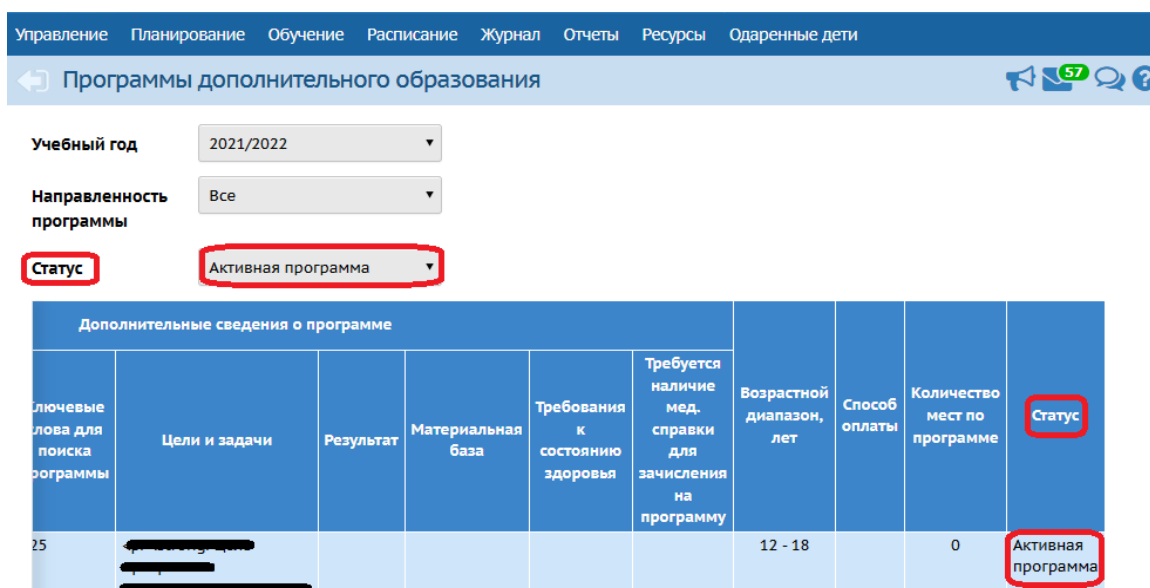 Управление Планирование Обучение Расписание Журнал Отчеты Ресурсы Одаренные дети
Программы дополнительного образования
57
Учебный год
2021/2022
Направленность
программы
Все
Статус
Активная программа
Дополнительные сведения о программе
поиска
Цели и задачи
Результат
Материальная
база
Требования
к
состоянию
здоровья
Требуется
наличие
мед.
справки
для
зачисления
на
программу
Возрастной
диапазон,
лет
Способ
оплаты
Количество
мест по
программе
Статус
25
12 - 18
0
Активная
программа